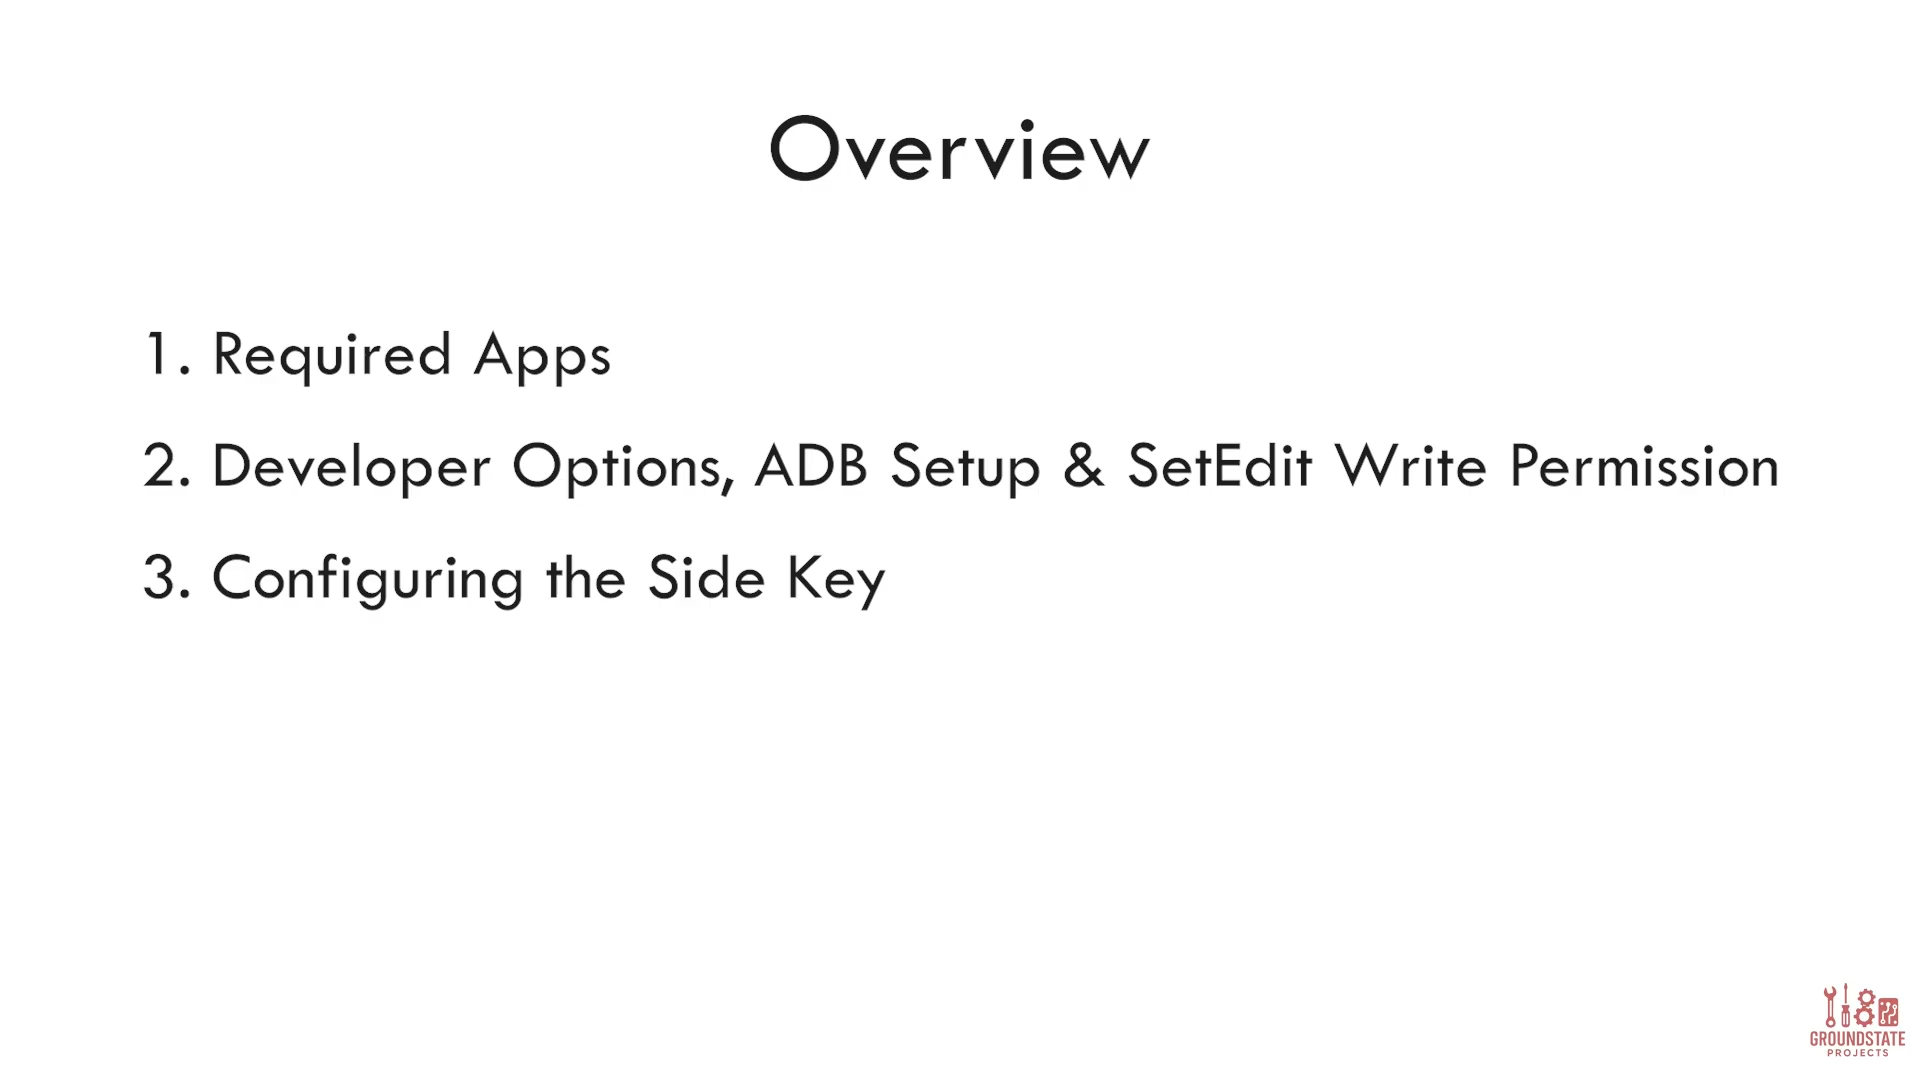 Overview
1. Required Apps
2. Developer Options, ADB Setup & SetEdit Write Permission
3. Configuring the Side Key
GROUNDSTATE
PROJECTS